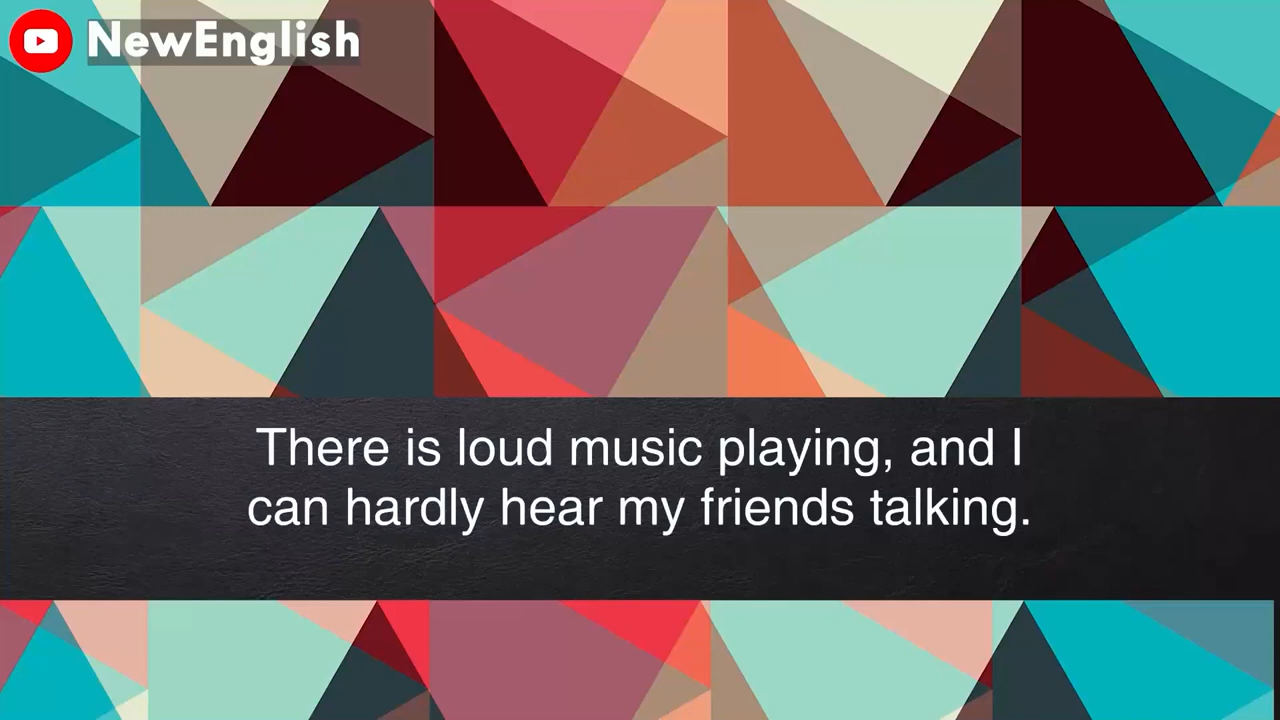 NewEnglish
There is loud music playing, and I
can hardly hear my friends talking.